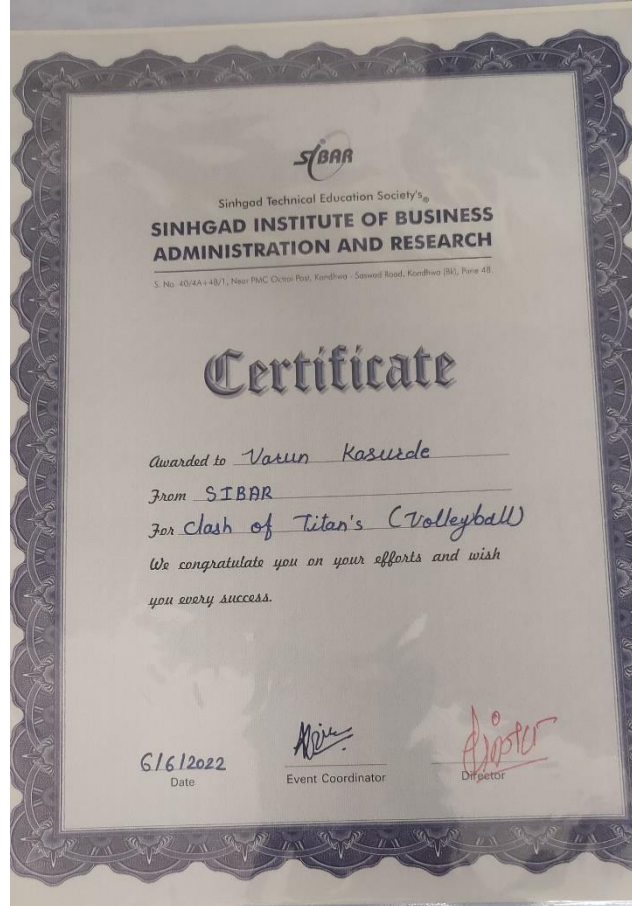 SIBAR
Sinhgad Technical Education Society's®
SINHGAD INSTITUTE OF BUSINESS
ADMINISTRATION AND RESEARCH
S. No. 40/4A+4B/1, Near PMC Octroi Post, Kondhwa - Saswad Road, Kondhwa (Bk), Pune 48
Certificate
Awarded to Varun Kasurde
From SIBAR
For Clash of Titan's (Volleyball)
We congratulate you on your efforts and wish
you every success.
6/6/2022
Date
Event Coordinator
Director